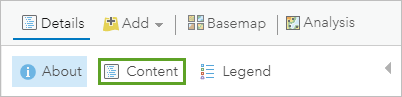 Details Add Basemap Analysis
About Content Legend